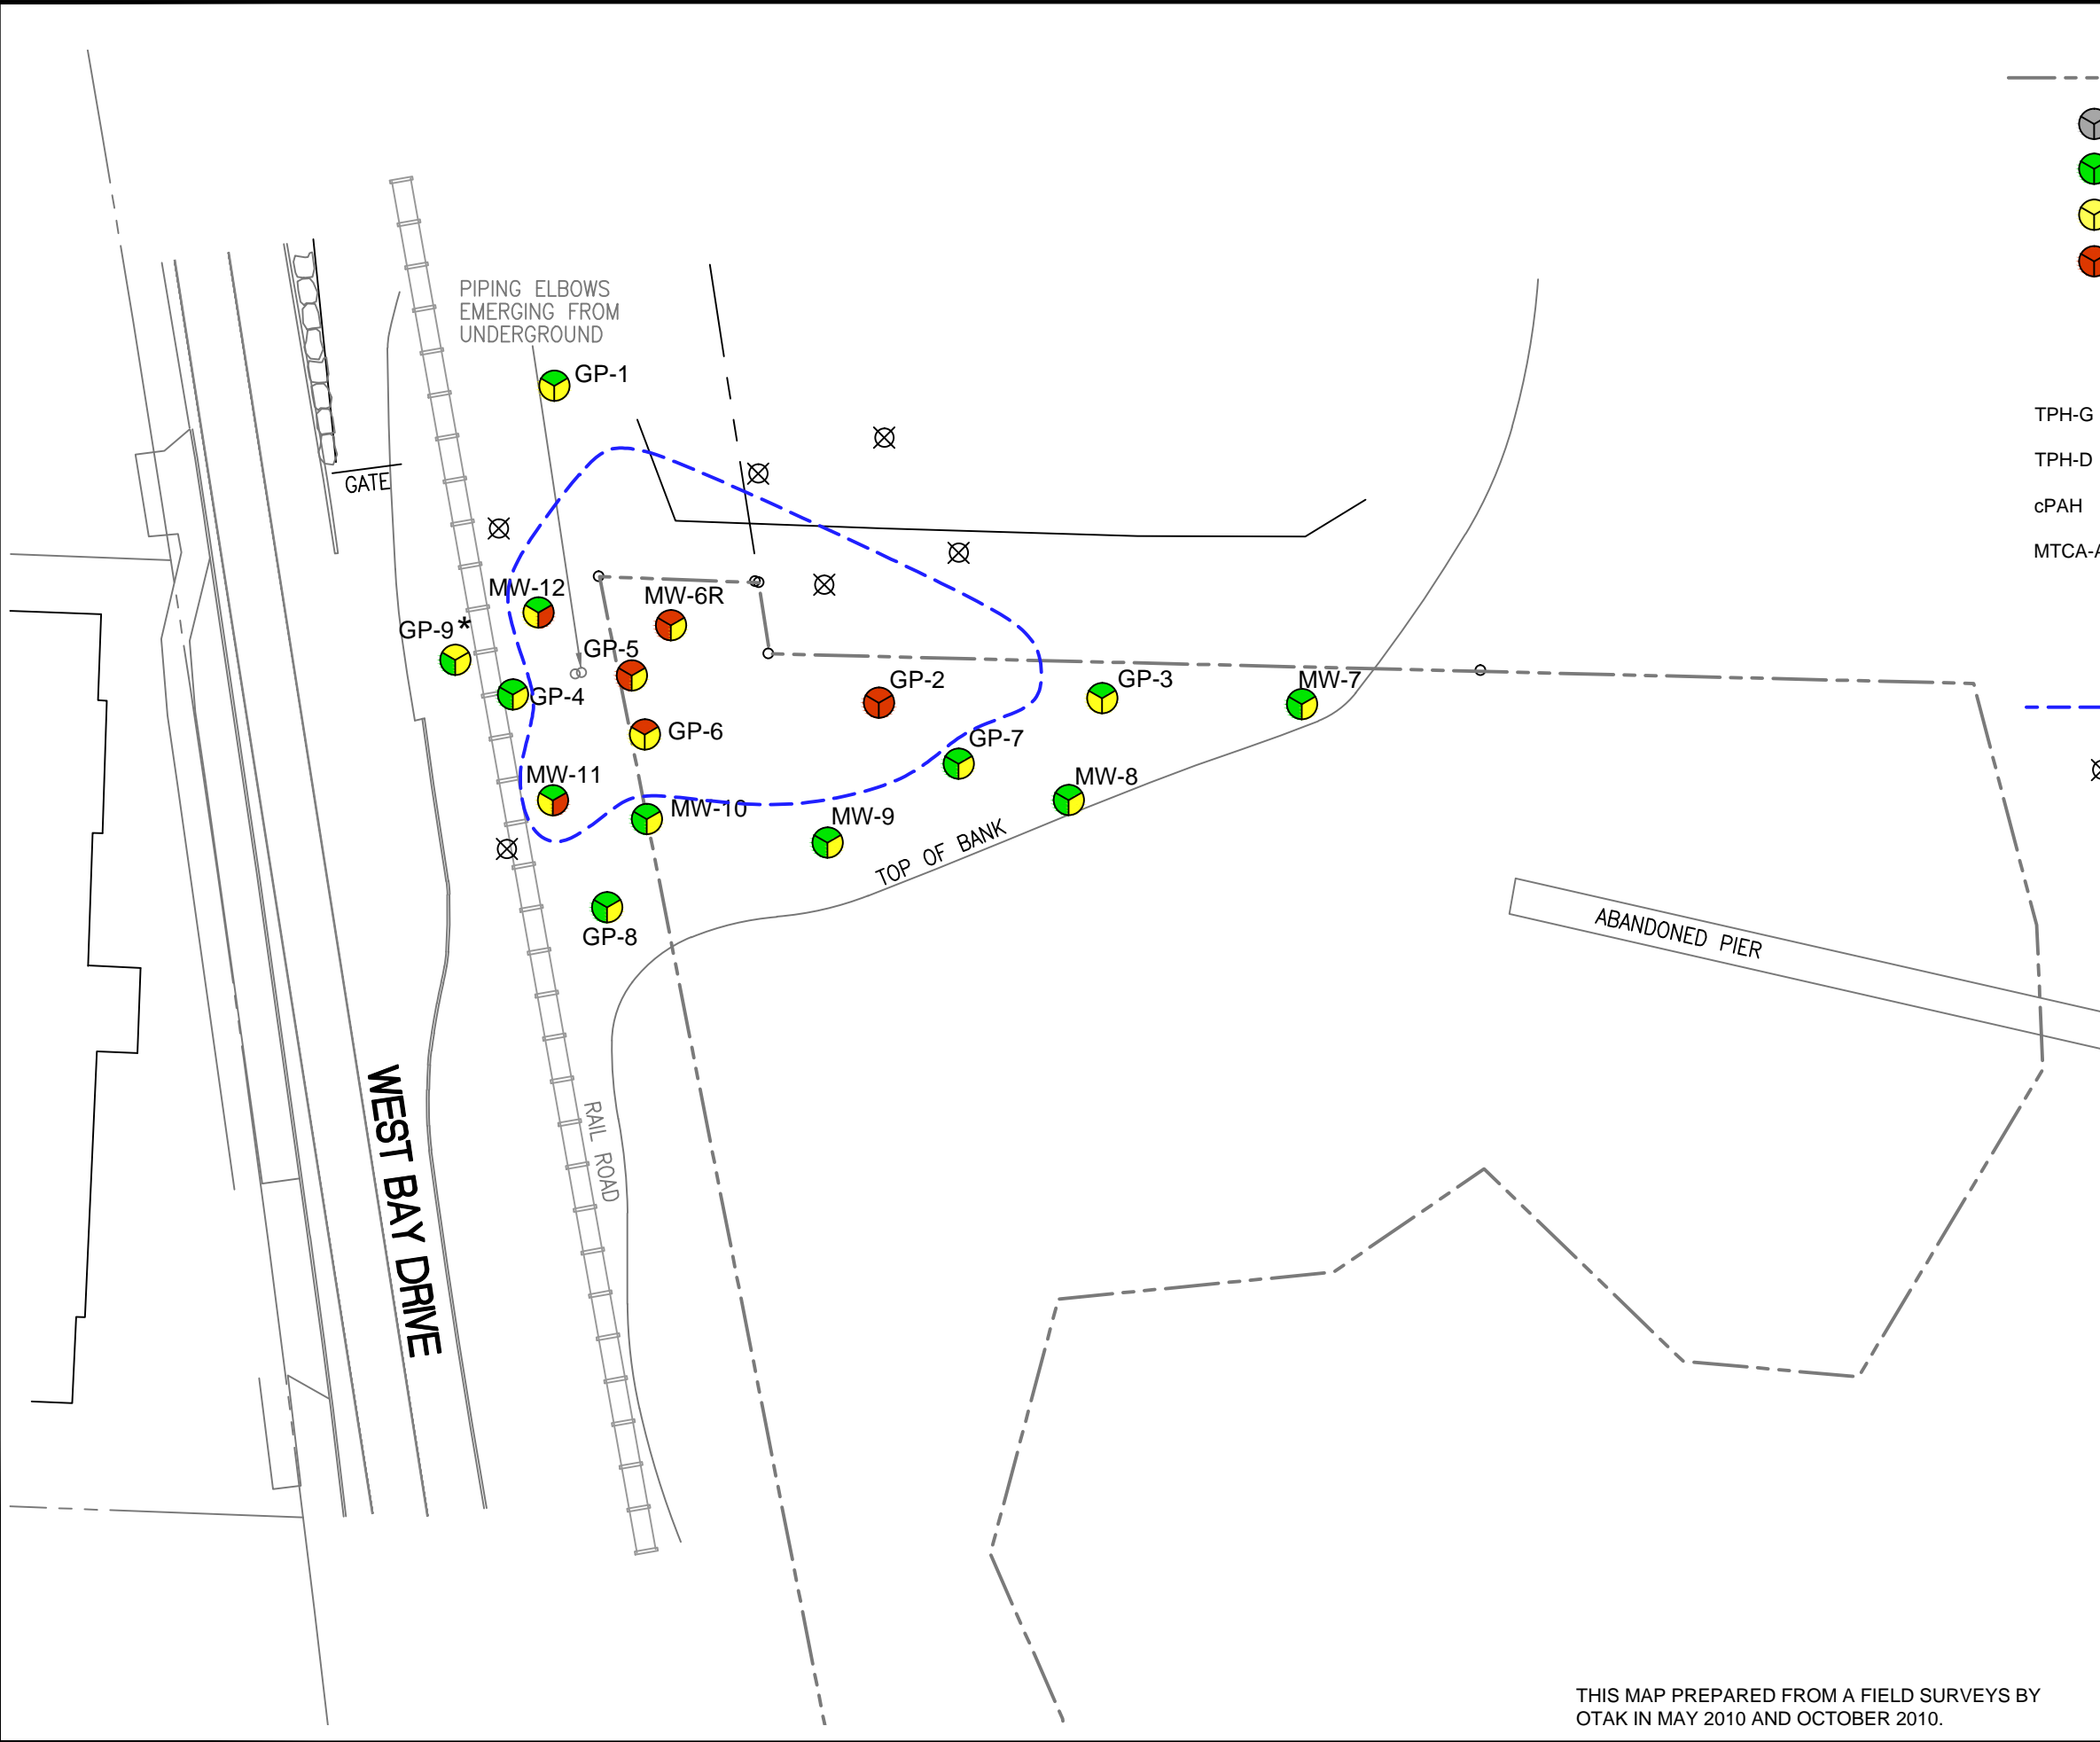 PIPING ELBOWS
EMERGING FROM
UNDERGROUND
GP-1
TPH-G
TPH-D
GATE
cPAH
MTCA-A
MW-12
MW-6R
GP-9*
GP-5
GP-4
GP-2
GP-3
MW-7
GP-6
GP-7
MW-11
MW-10
MW-8
MW-9
TOP OF BANK
GP-8
ABANDONED PIER
WEST BAY DRIVE
RAIL ROAD
THIS MAP PREPARED FROM A FIELD SURVEYS BY
OTAK IN MAY 2010 AND OCTOBER 2010.